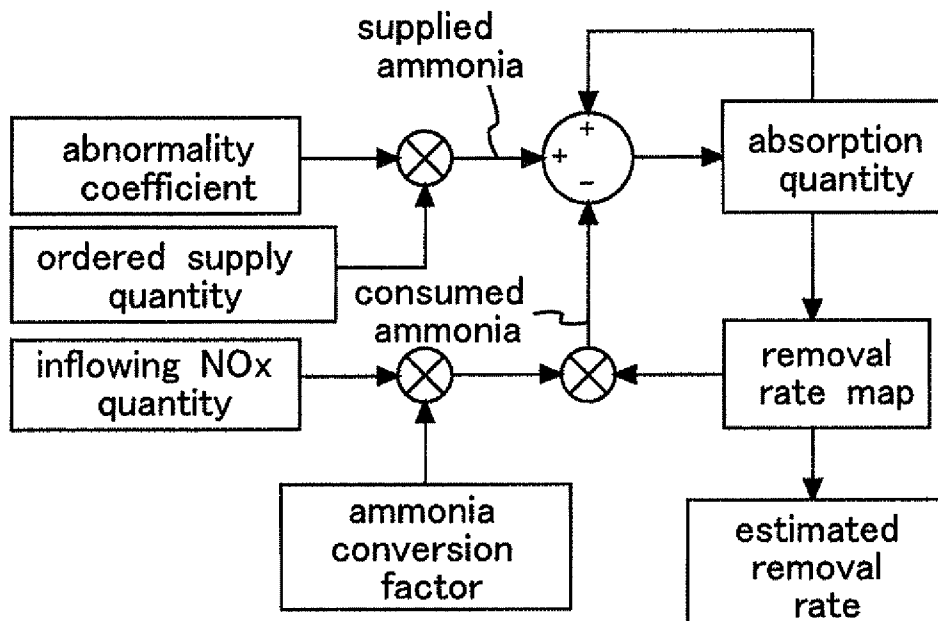 supplied
ammonia
abnormality
coefficient
+
+
−
absorption
quantity
ordered supply
quantity
consumed
ammonia
inflowing NOx
quantity
removal
rate map
ammonia
conversion
factor
estimated
removal
rate